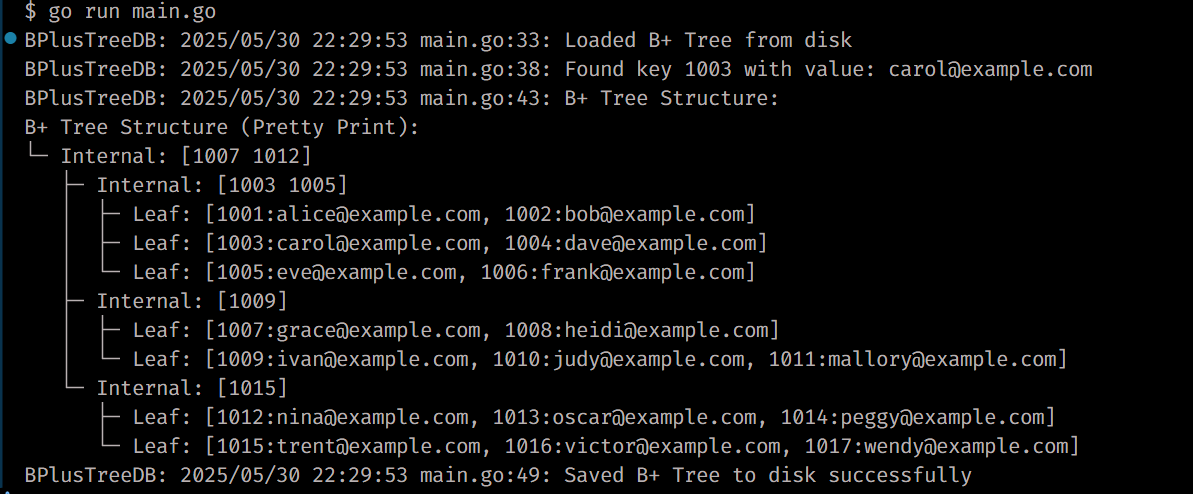 $ go run main.go
BPlusTreeDB: 2025/05/30 22:29:53 main.go:33: Loaded B+ Tree from disk
BPlusTreeDB: 2025/05/30 22:29:53 main.go:38: Found key 1003 with value: carol@example.com
BPlusTreeDB: 2025/05/30 22:29:53 main.go:43: B+ Tree Structure:
B+ Tree Structure (Pretty Print):
└─ Internal: [1007 1012]
   ├─ Internal: [1003 1005]
   │  ├─ Leaf: [1001:alice@example.com, 1002:bob@example.com]
   │  ├─ Leaf: [1003:carol@example.com, 1004:dave@example.com]
   │  └─ Leaf: [1005:eve@example.com, 1006:frank@example.com]
   ├─ Internal: [1009]
   │  ├─ Leaf: [1007:grace@example.com, 1008:heidi@example.com]
   │  └─ Leaf: [1009:ivan@example.com, 1010:judy@example.com, 1011:mallory@example.com]
   └─ Internal: [1015]
      ├─ Leaf: [1012:nina@example.com, 1013:oscar@example.com, 1014:peggy@example.com]
      └─ Leaf: [1015:trent@example.com, 1016:victor@example.com, 1017:wendy@example.com]
BPlusTreeDB: 2025/05/30 22:29:53 main.go:49: Saved B+ Tree to disk successfully